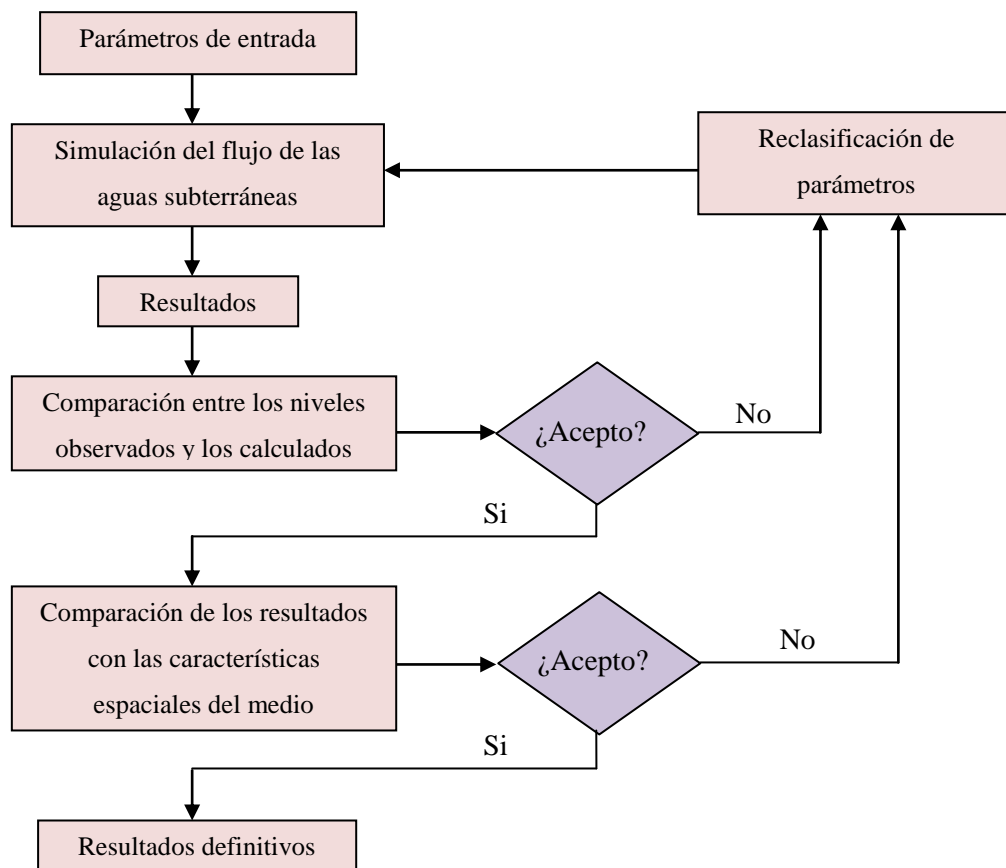 Parámetros de entrada
Simulación del flujo de las
aguas subterráneas
Reclasificación de
parámetros
Resultados
Comparación entre los niveles
observados y los calculados
¿Acepto?
No
Si
Comparación de los resultados
con las características
espaciales del medio
¿Acepto?
No
Si
Resultados definitivos